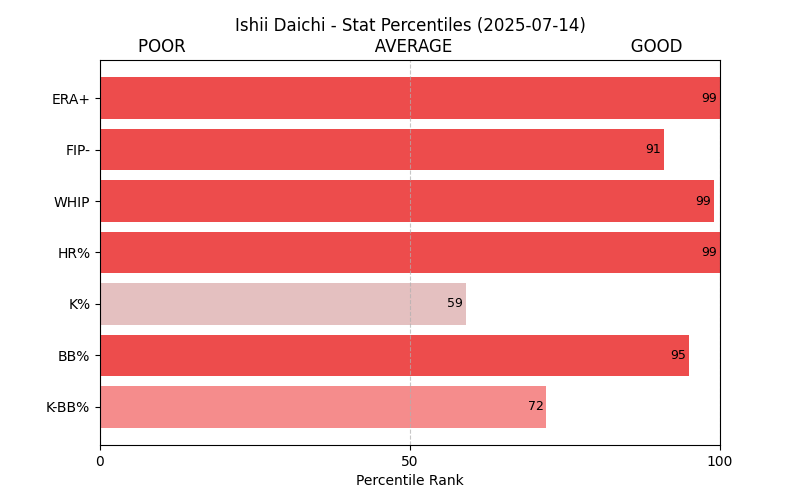 Ishii Daichi - Stat Percentiles (2025-07-14)
POOR AVERAGE GOOD
ERA+ 99
FIP- 91
WHIP 99
HR% 99
K% 59
BB% 95
K-BB% 72
0 50 100
Percentile Rank